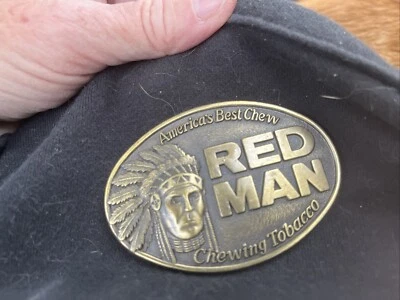 America's Best Chew
RED
MAN
Chewing Tobacco